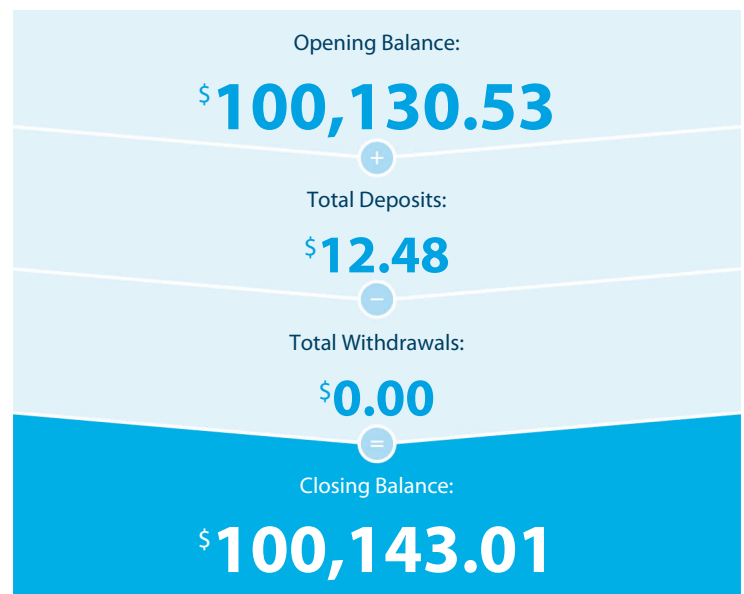 Opening Balance:
$100,130.53
+
Total Deposits:
$12.48
−
Total Withdrawals:
$0.00
=
Closing Balance:
$100,143.01